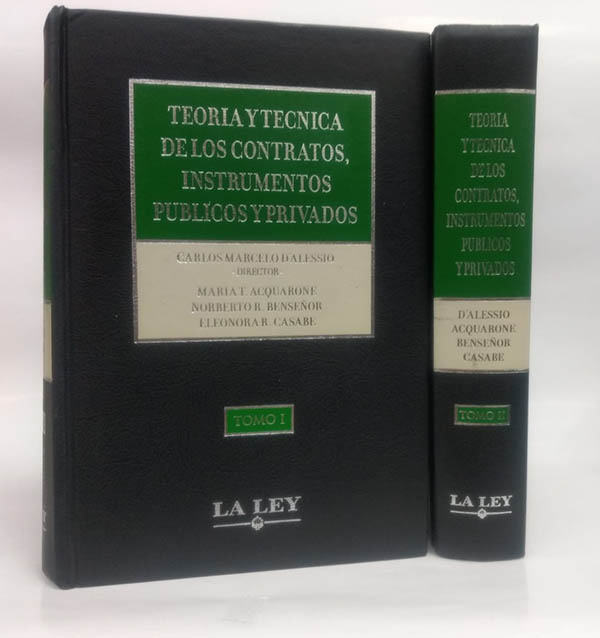 TEORIA Y TECNICA
DE LOS CONTRATOS,
INSTRUMENTOS
PUBLICOS Y PRIVADOS
CARLOS MARCELO D'ALESSIO
- DIRECTOR -
MARIA T. ACQUARONE
NORBERTO R. BENSEÑOR
ELEONORA R. CASABE
TOMO I
LA LEY
TEORIA
Y TECNICA
DE LOS
CONTRATOS,
INSTRUMENTOS
PUBLICOS
Y PRIVADOS
D'ALESSIO
ACQUARONE
BENSEÑOR
CASABE
TOMO II
LA LEY